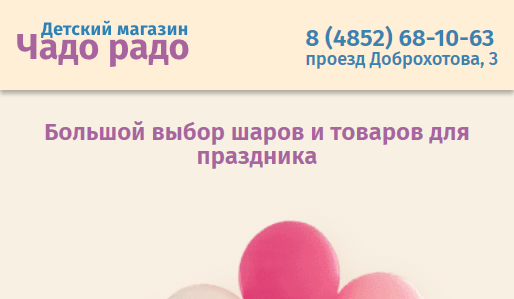 Детский магазин
Чадо радо
8 (4852) 68-10-63
проезд Доброхотова, 3
Большой выбор шаров и товаров для
праздника